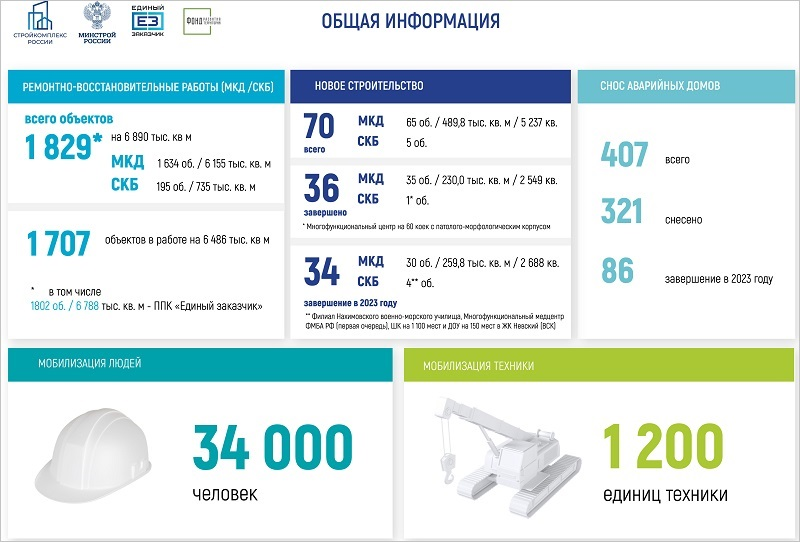 СТРОЙКОМПЛЕКС
РОССИИ
МИНСТРОЙ
РОССИИ
ЕДИНЫЙ
ЕЗ
ЗАКАЗЧИК
ФОНД
ОБЩАЯ ИНФОРМАЦИЯ
РЕМОНТНО-ВОССТАНОВИТЕЛЬНЫЕ РАБОТЫ (МКД /СКБ)
всего объектов
1 829* на 6 890 тыс. кв м
МКД 1 634 об. / 6 155 тыс. кв. м
СКБ 195 об. / 735 тыс. кв. м
1 707 объектов в работе на 6 486 тыс. кв м
* в том числе
1802 об. / 6 788 тыс. кв. м - ППК «Единый заказчик»
НОВОЕ СТРОИТЕЛЬСТВО
70 МКД 65 об. / 489,8 тыс. кв. м / 5 237 кв.
всего СКБ 5 об.
36 МКД 35 об. / 230,0 тыс. кв. м / 2 549 кв.
завершено СКБ 1* об.
* Многофункциональный центр на 60 коек с патолого-морфологическим корпусом
34 МКД 30 об. / 259,8 тыс. кв. м / 2 688 кв.
СКБ 4** об.
завершение в 2023 году
** Филиал Нахимовского военно-морского училища, Многофункциональный медцентр
ФМБА РФ (первая очередь), ШК на 1 100 мест и ДОУ на 150 мест в ЖК Невский (ВСК)
СНОС АВАРИЙНЫХ ДОМОВ
407 всего
321 снесено
86 завершение в 2023 году
МОБИЛИЗАЦИЯ ЛЮДЕЙ
34 000
человек
МОБИЛИЗАЦИЯ ТЕХНИКИ
1 200
единиц техники